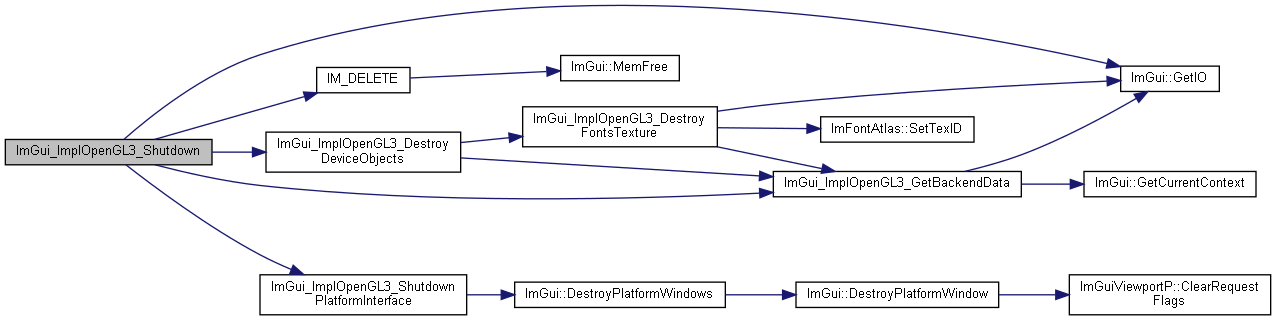 ImGui_ImplOpenGL3_Shutdown
IM_DELETE
ImGui::MemFree
ImGui::GetIO
ImGui_ImplOpenGL3_Destroy
DeviceObjects
ImGui_ImplOpenGL3_Destroy
FontsTexture
ImFontAtlas::SetTexID
ImGui_ImplOpenGL3_GetBackendData
ImGui::GetCurrentContext
ImGui_ImplOpenGL3_Shutdown
PlatformInterface
ImGui::DestroyPlatformWindows
ImGui::DestroyPlatformWindow
ImGuiViewportP::ClearRequest
Flags